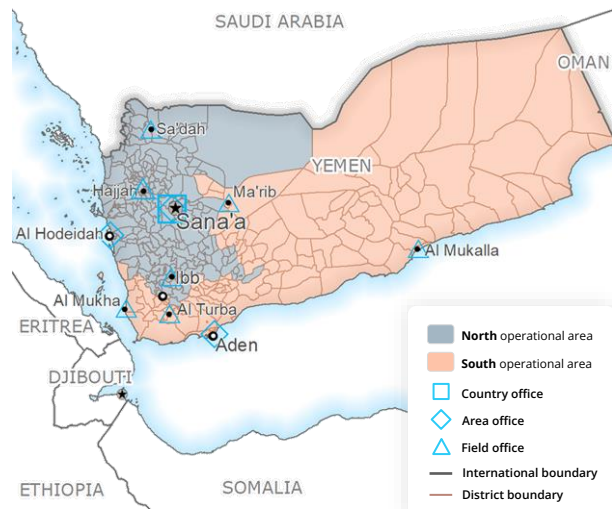 SAUDI ARABIA
OMAN
Sa'dah
YEMEN
Hajjah
Ma'rib
Sana'a
Al Hodeidah
Al Mukalla
Ibb
Al Mukha
Al Turba
ERITREA
Aden
DJIBOUTI
ETHIOPIA
SOMALIA
North operational area
South operational area
Country office
Area office
Field office
International boundary
District boundary